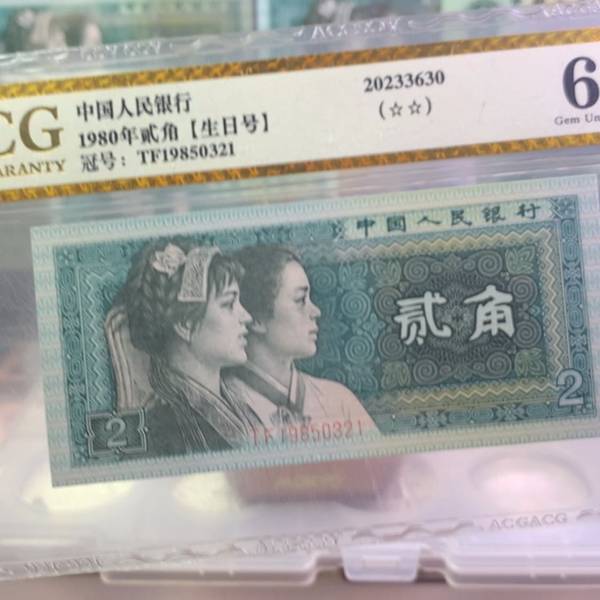 CG
ARANTY
中国人民银行
1980年贰角【生日号】
冠号: TF19850321
20233630
(☆☆)
6
Gem Un
中国人民银行
贰角
2
2
TF19850321
ACGACG